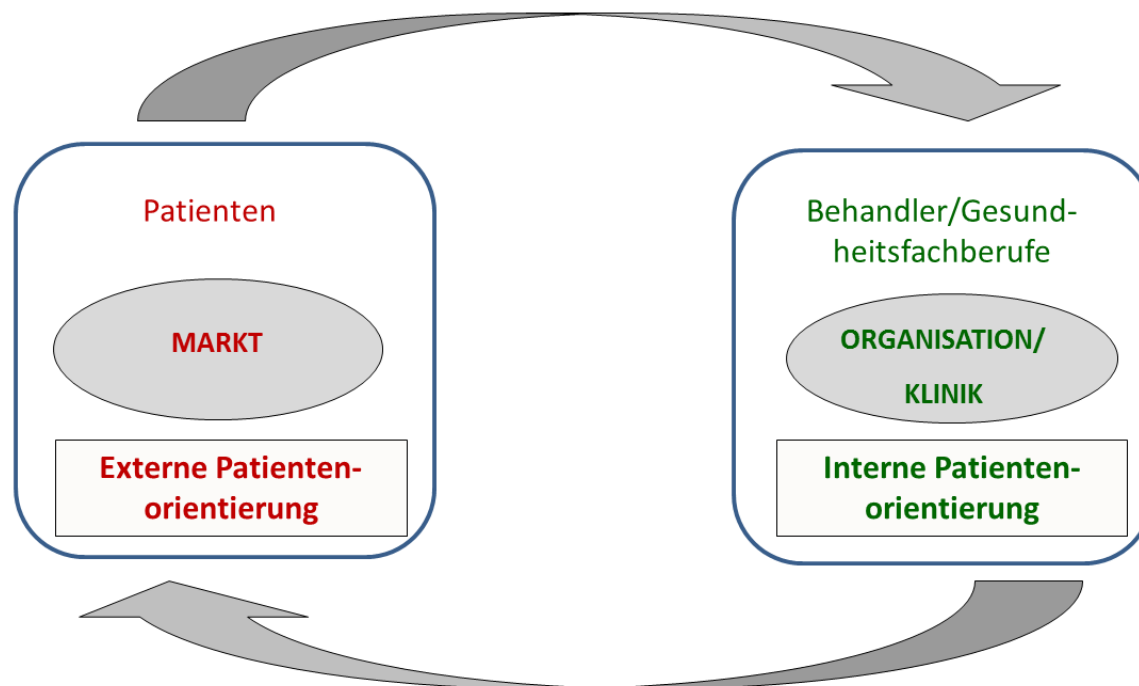 Patienten
MARKT
Externe Patienten-
orientierung
Behandler/Gesund-
heitsfachberufe
ORGANISATION/
KLINIK
Interne Patienten-
orientierung